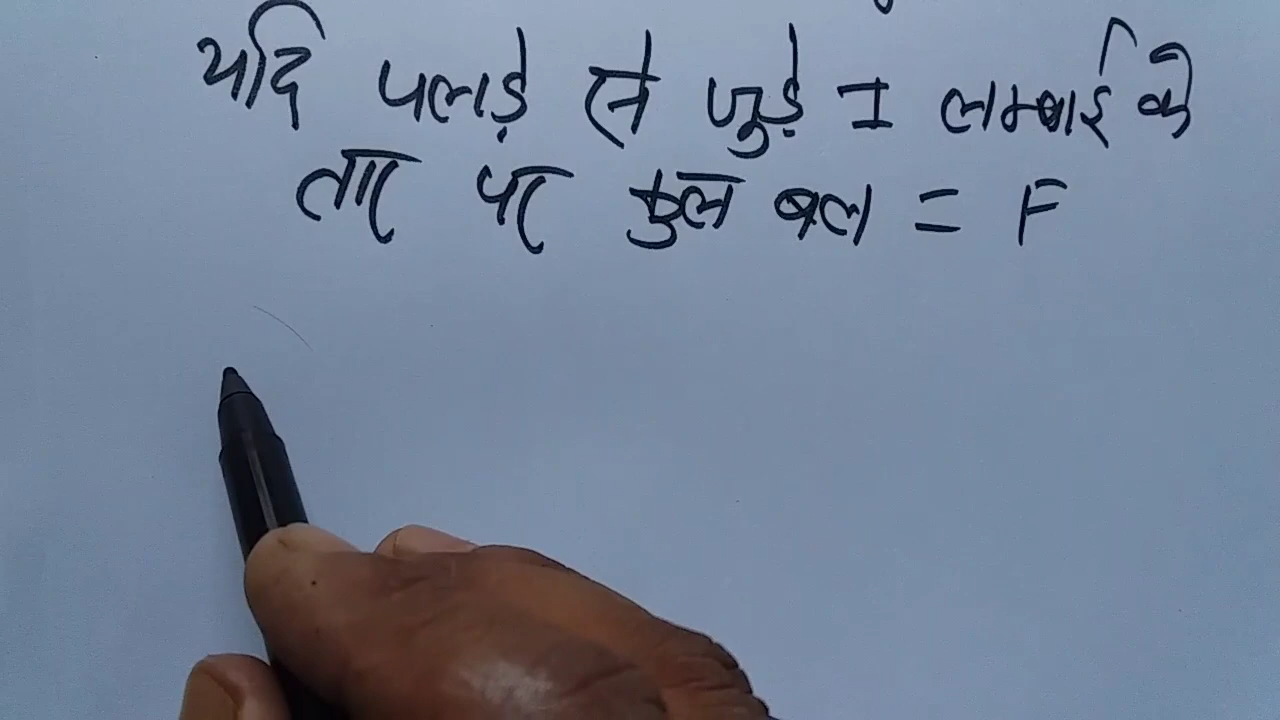 यदि पलड़े से जुड़े I लम्बाई के
तार पर कुल बल = F